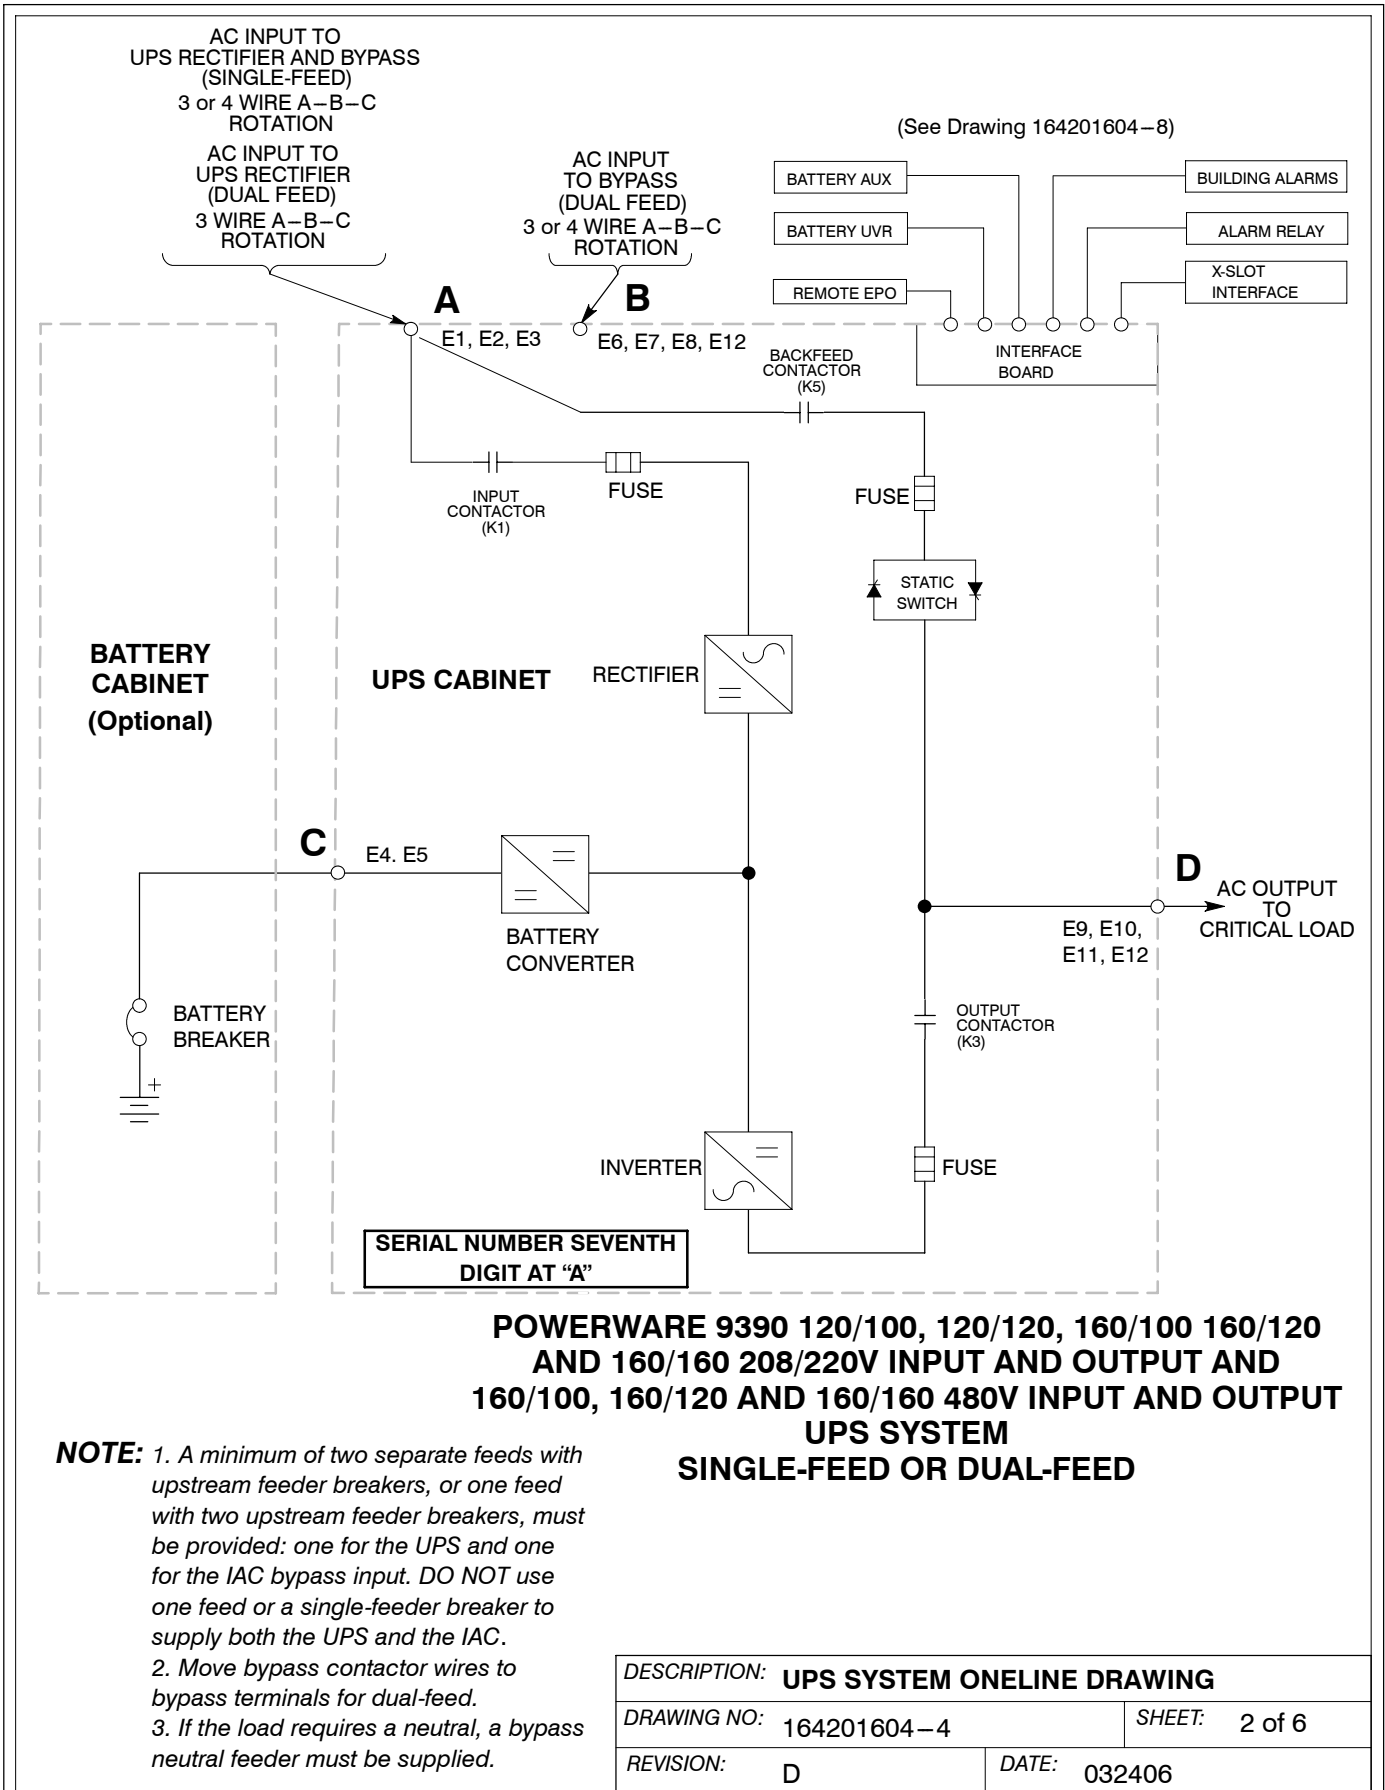 AC INPUT TO
UPS RECTIFIER AND BYPASS
(SINGLE-FEED)
3 or 4 WIRE A−B−C
ROTATION
AC INPUT TO
UPS RECTIFIER
(DUAL FEED)
3 WIRE A−B−C
ROTATION
AC INPUT
TO BYPASS
(DUAL FEED)
3 or 4 WIRE A−B−C
ROTATION
(See Drawing 164201604−8)
BATTERY AUX
BATTERY UVR
REMOTE EPO
BUILDING ALARMS
ALARM RELAY
X-SLOT
INTERFACE
A
E1, E2, E3
B
E6, E7, E8, E12
INTERFACE
BOARD
BACKFEED
CONTACTOR
(K5)
INPUT
CONTACTOR
(K1)
FUSE
FUSE
STATIC
SWITCH
BATTERY
CABINET
(Optional)
UPS CABINET
RECTIFIER
C
E4. E5
BATTERY
CONVERTER
D
AC OUTPUT
TO
CRITICAL LOAD
E9, E10,
E11, E12
BATTERY
BREAKER
+
OUTPUT
CONTACTOR
(K3)
INVERTER
FUSE
SERIAL NUMBER SEVENTH
DIGIT AT “A”
POWERWARE 9390 120/100, 120/120, 160/100 160/120
AND 160/160 208/220V INPUT AND OUTPUT AND
160/100, 160/120 AND 160/160 480V INPUT AND OUTPUT
UPS SYSTEM
SINGLE-FEED OR DUAL-FEED
NOTE: 1. A minimum of two separate feeds with
upstream feeder breakers, or one feed
with two upstream feeder breakers, must
be provided: one for the UPS and one
for the IAC bypass input. DO NOT use
one feed or a single-feeder breaker to
supply both the UPS and the IAC.
2. Move bypass contactor wires to
bypass terminals for dual-feed.
3. If the load requires a neutral, a bypass
neutral feeder must be supplied.
DESCRIPTION: UPS SYSTEM ONELINE DRAWING
DRAWING NO: 164201604−4 SHEET: 2 of 6
REVISION: D DATE: 032406